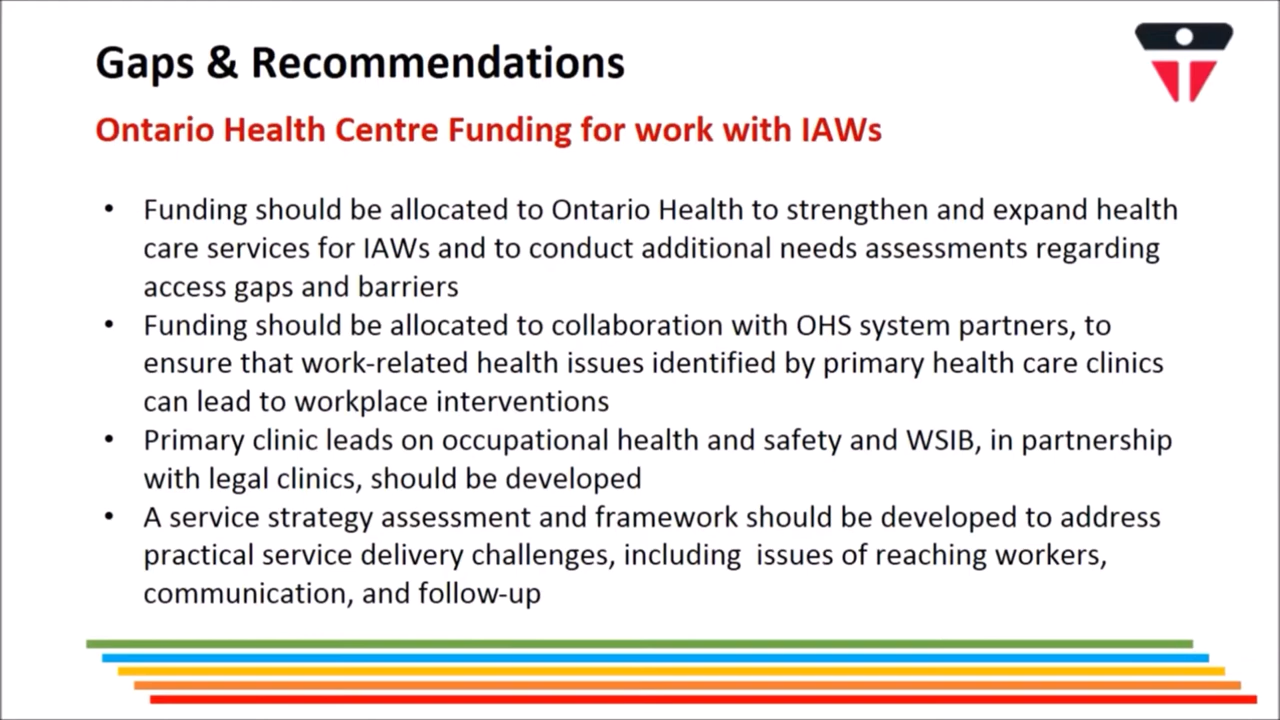 Gaps & Recommendations
Ontario Health Centre Funding for work with IAWs
• Funding should be allocated to Ontario Health to strengthen and expand health
care services for IAWs and to conduct additional needs assessments regarding
access gaps and barriers
• Funding should be allocated to collaboration with OHS system partners, to
ensure that work-related health issues identified by primary health care clinics
can lead to workplace interventions
• Primary clinic leads on occupational health and safety and WSIB, in partnership
with legal clinics, should be developed
• A service strategy assessment and framework should be developed to address
practical service delivery challenges, including  issues of reaching workers,
communication, and follow-up